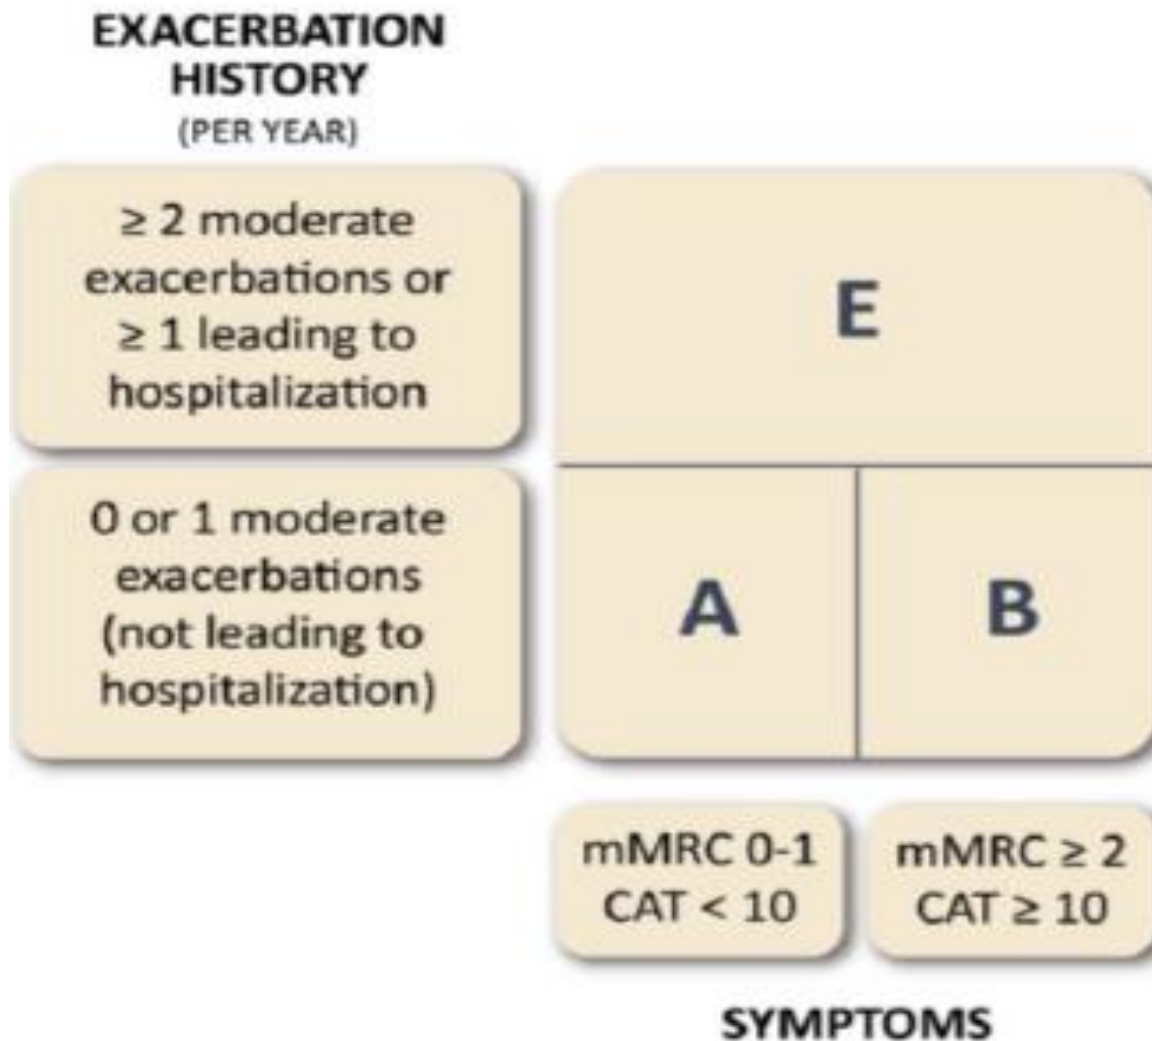 EXACERBATION
HISTORY
(PER YEAR)
≥ 2 moderate
exacerbations or
≥ 1 leading to
hospitalization
E
0 or 1 moderate
exacerbations
(not leading to
hospitalization)
A
B
mMRC 0-1
CAT < 10
mMRC ≥ 2
CAT ≥ 10
SYMPTOMS